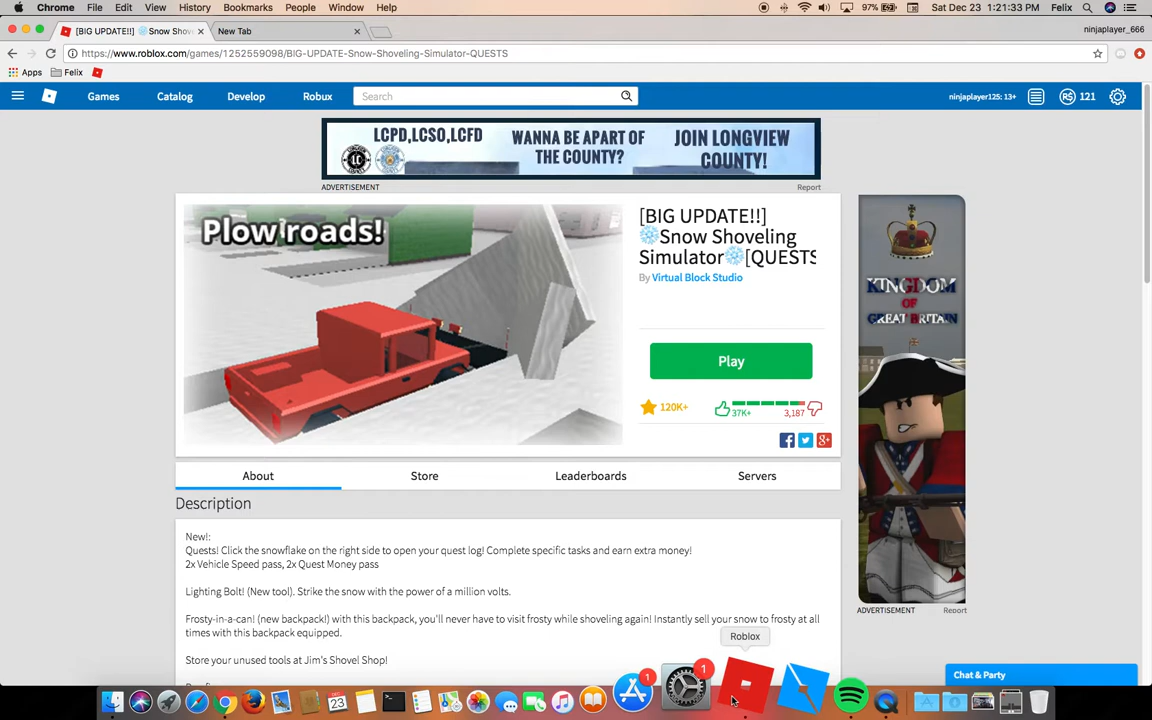 Chrome File Edit View History Bookmarks People Window Help 97% Sat Dec 23 1:21:33 PM Felix
[BIG UPDATE!!] ❄Snow Shov New Tab ninjaplayer_666
https://www.roblox.com/games/1252559098/BIG-UPDATE-Snow-Shoveling-Simulator-QUESTS
Apps Felix
Games Catalog Develop Robux Search ninjaplayer125: 13+ R$ 121
LCPD,LCSO,LCFD WANNA BE APART OF JOIN LONGVIEW
LC THE COUNTY? COUNTY!
ADVERTISEMENT Report
Plow roads!
[BIG UPDATE!!]
❄Snow Shoveling
Simulator❄[QUESTS
By Virtual Block Studio
Play
120K+ 37K+ 3,187
KINGDOM
OF
GREAT BRITAIN
About Store Leaderboards Servers
Description
New!:
Quests! Click the snowflake on the right side to open your quest log! Complete specific tasks and earn extra money!
2x Vehicle Speed pass, 2x Quest Money pass
Lighting Bolt! (New tool). Strike the snow with the power of a million volts.
Frosty-in-a-can! (new backpack!) with this backpack, you'll never have to visit frosty while shoveling again! Instantly sell your snow to frosty at all
times with this backpack equipped.
ADVERTISEMENT Report
Roblox
Store your unused tools at Jim's Shovel Shop!
Chat & Party
1 1
23